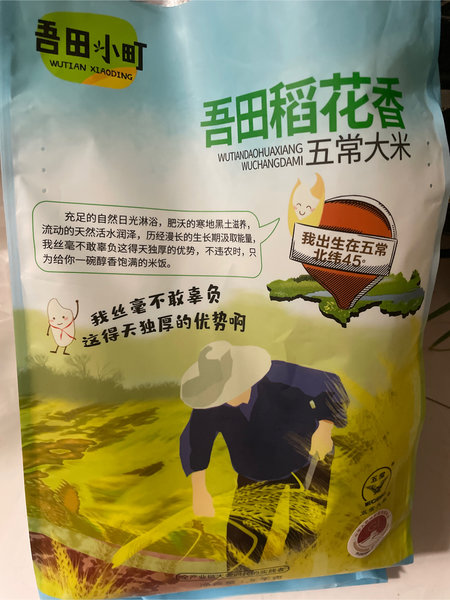 吾田小町
WUTIAN XIAODING
吾田稻花香
WUTIANDAOHUAXIANG
WUCHANGDAMI
五常大米
充足的自然日光淋浴，肥沃的寒地黑土滋养，
流动的天然活水润泽，历经漫长的生长期汲取能量，
我丝毫不敢辜负这得天独厚的优势，不违农时，只
为给你一碗醇香饱满的米饭。
我出生在五常
北纬45°
我丝毫不敢辜负
这得天独厚的优势啊
五常